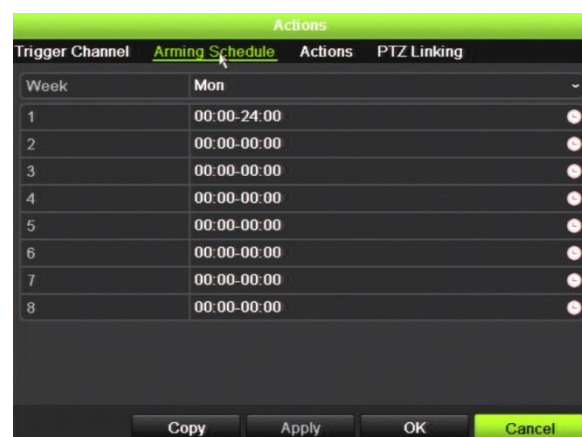 Actions
Trigger Channel Arming Schedule Actions PTZ Linking
Week Mon
1 00:00-24:00
2 00:00-00:00
3 00:00-00:00
4 00:00-00:00
5 00:00-00:00
6 00:00-00:00
7 00:00-00:00
8 00:00-00:00
Copy Apply OK Cancel